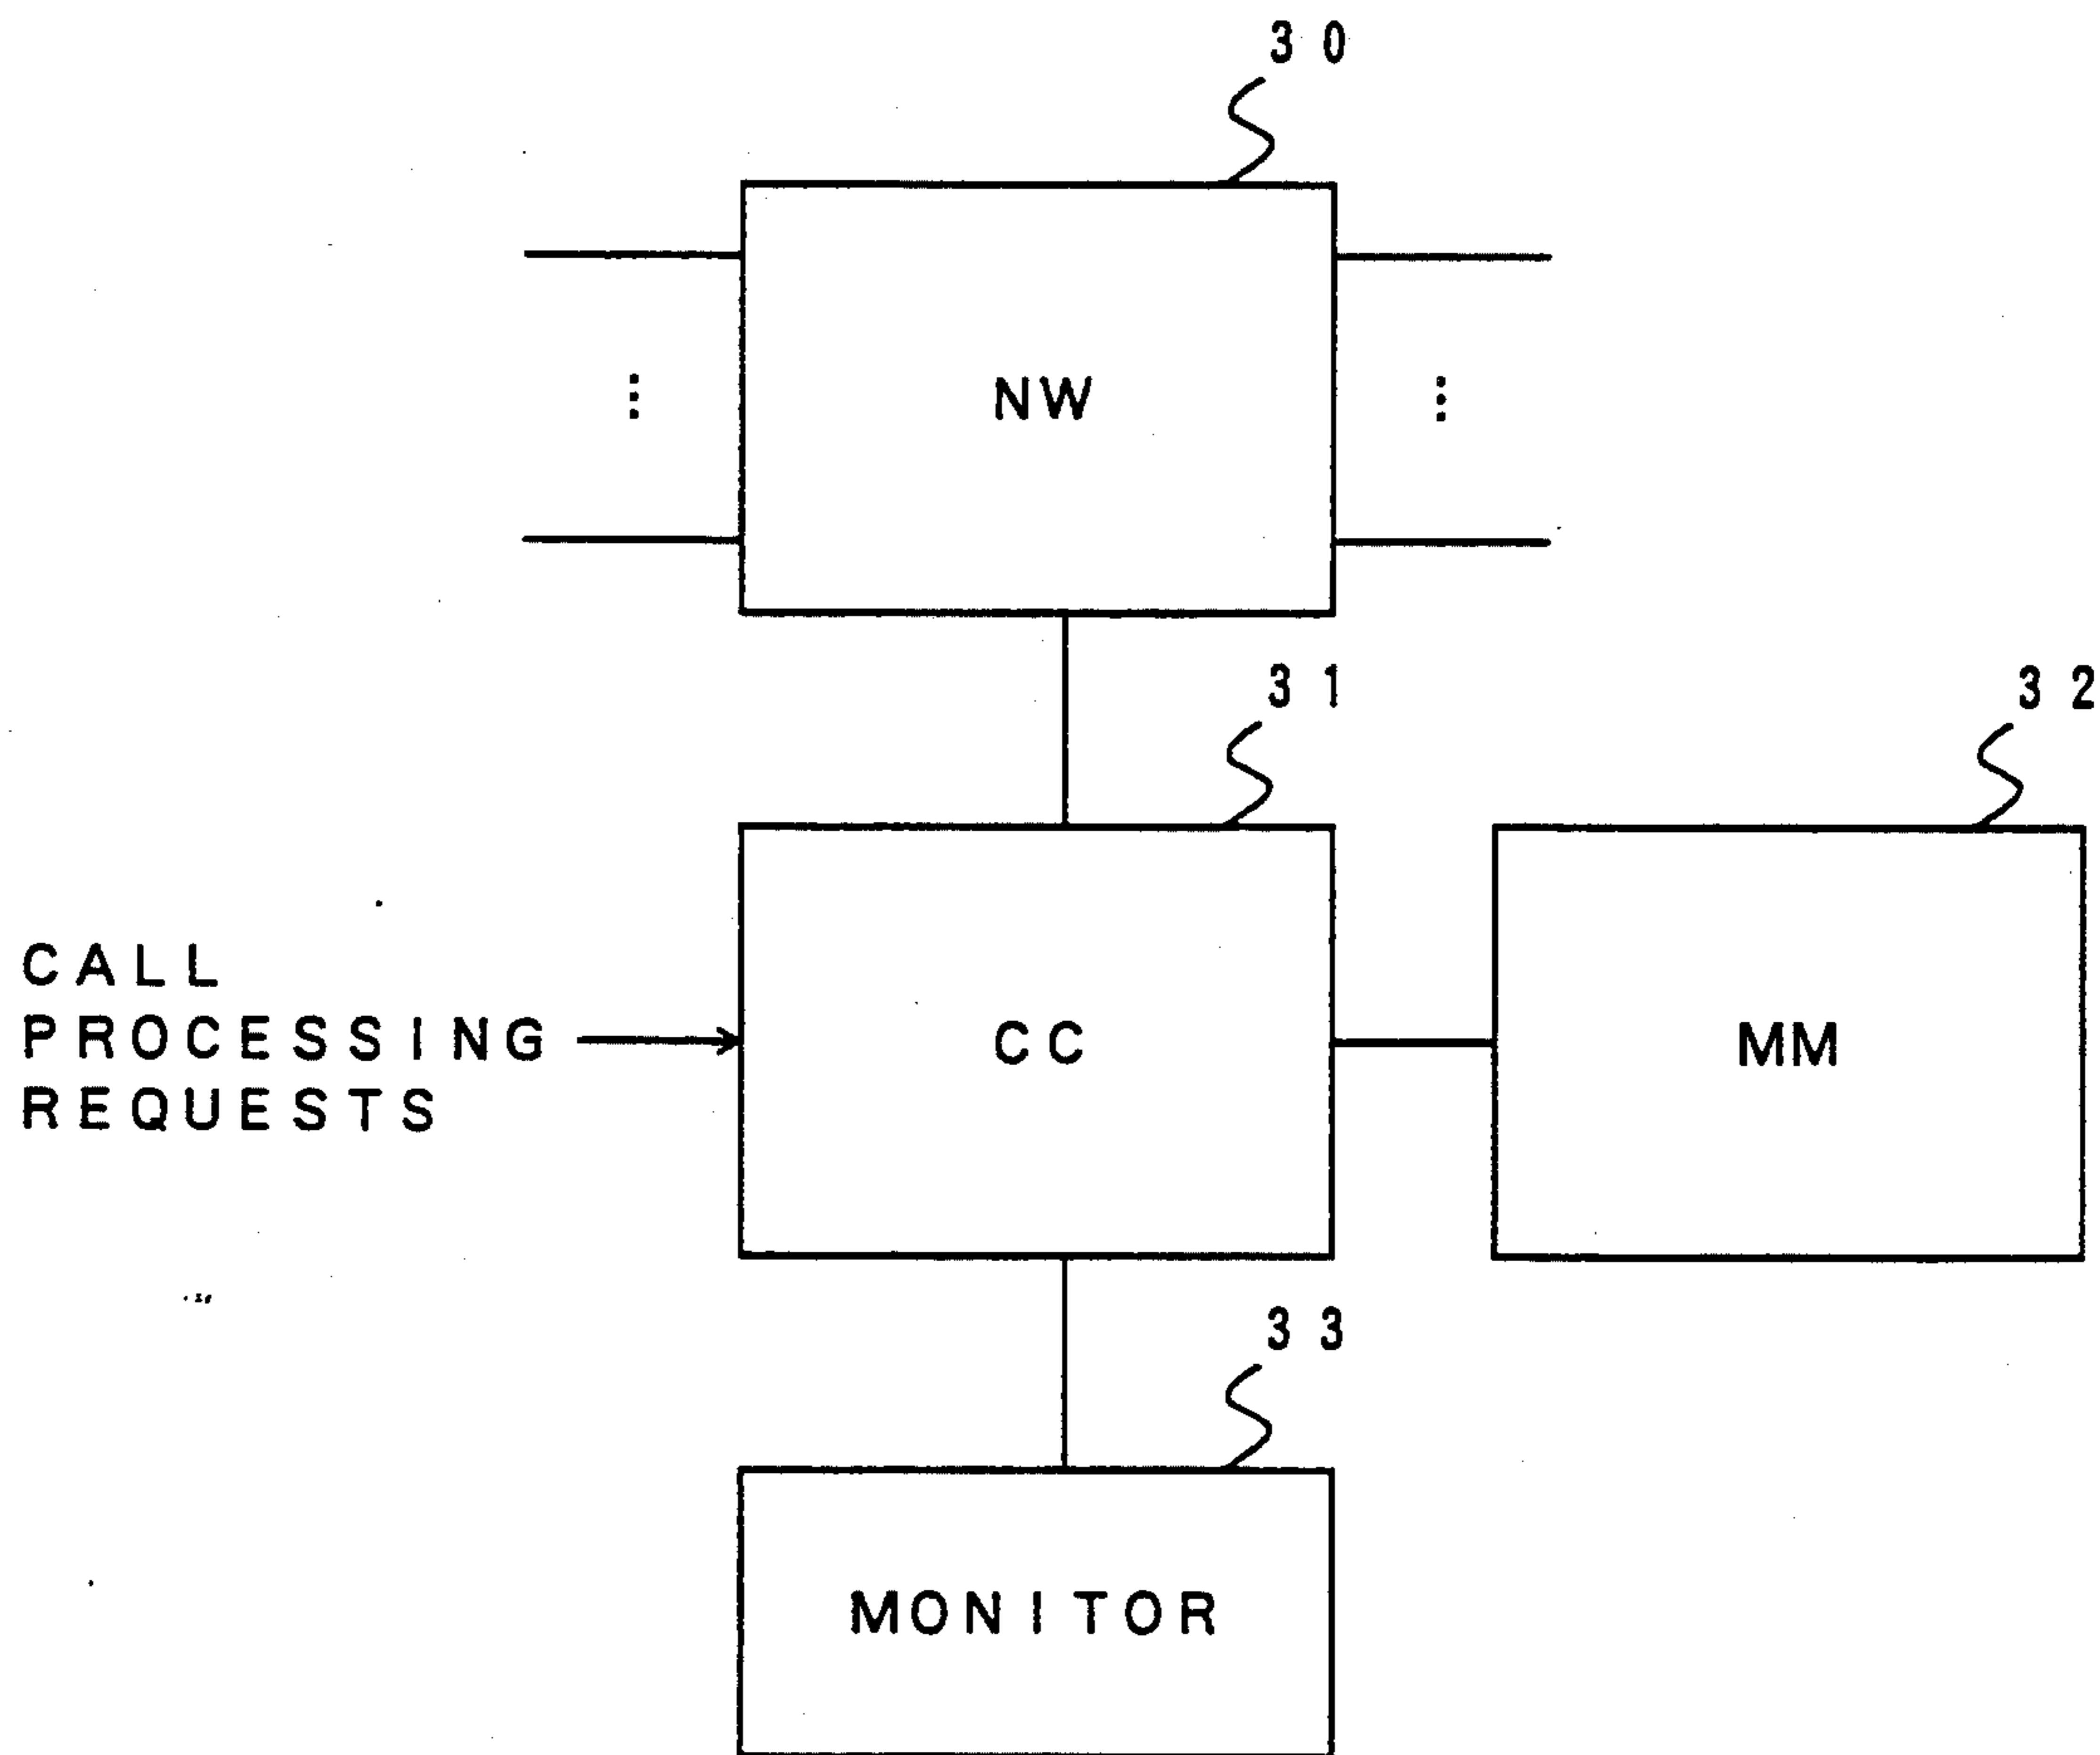 30
NW
31
32
CALL
PROCESSING
REQUESTS
CC
MM
33
MONITOR